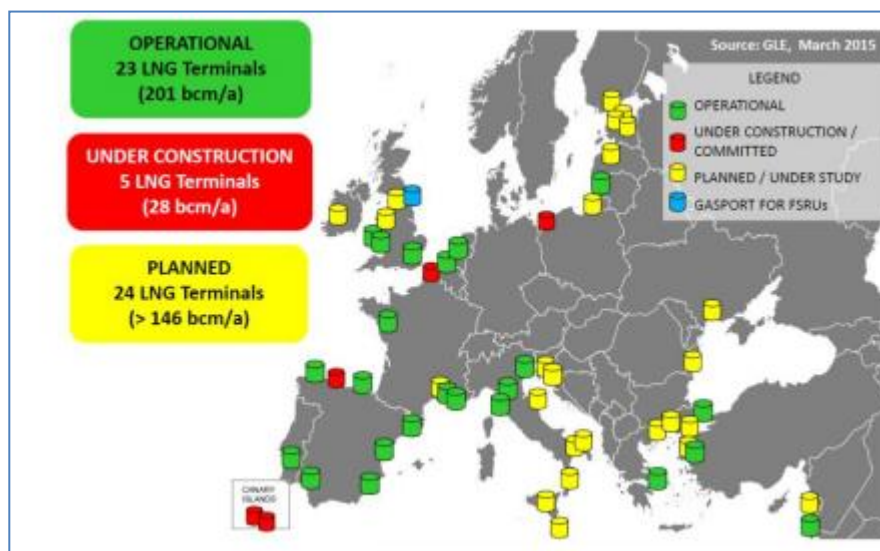 OPERATIONAL
23 LNG Terminals
(201 bcm/a)
UNDER CONSTRUCTION
5 LNG Terminals
(28 bcm/a)
PLANNED
24 LNG Terminals
(> 146 bcm/a)
Source: GLE, March 2015
LEGEND
OPERATIONAL
UNDER CONSTRUCTION /
COMMITTED
PLANNED / UNDER STUDY
GASPORT FOR FSRUs
CANARY
ISLANDS